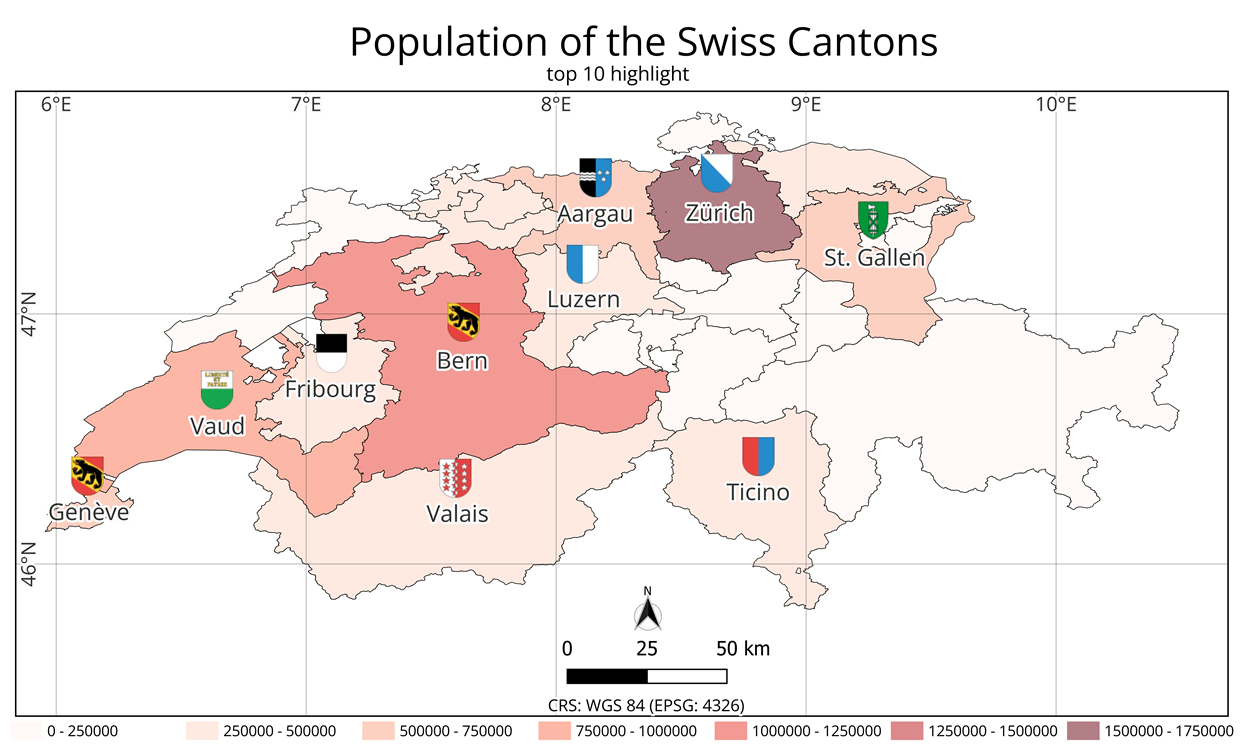 Population of the Swiss Cantons
top 10 highlight
6°E 7°E 8°E 9°E 10°E
47°N
46°N
Aargau
Zürich
St. Gallen
Luzern
Bern
Fribourg
LIBERTÉ
ET
PATRIE
Vaud
Genève
Valais
Ticino
N
0 25 50 km
CRS: WGS 84 (EPSG: 4326)
0 - 250000 250000 - 500000 500000 - 750000 750000 - 1000000 1000000 - 1250000 1250000 - 1500000 1500000 - 1750000